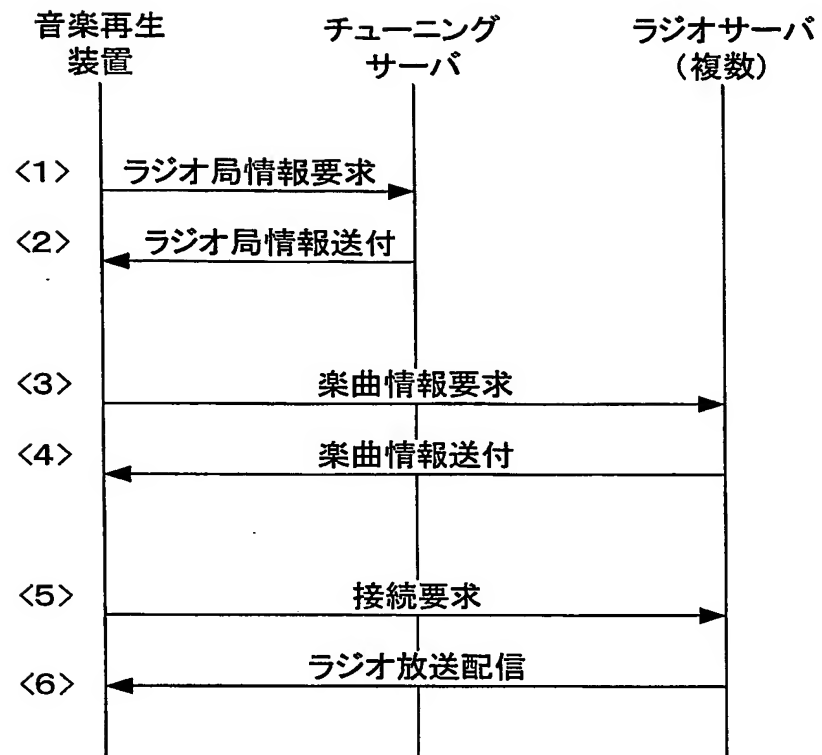 音楽再生
装置
チューニング
サーバ
ラジオサーバ
(複数)
<1> ラジオ局情報要求
<2> ラジオ局情報送付
<3> 楽曲情報要求
<4> 楽曲情報送付
<5> 接続要求
<6> ラジオ放送配信